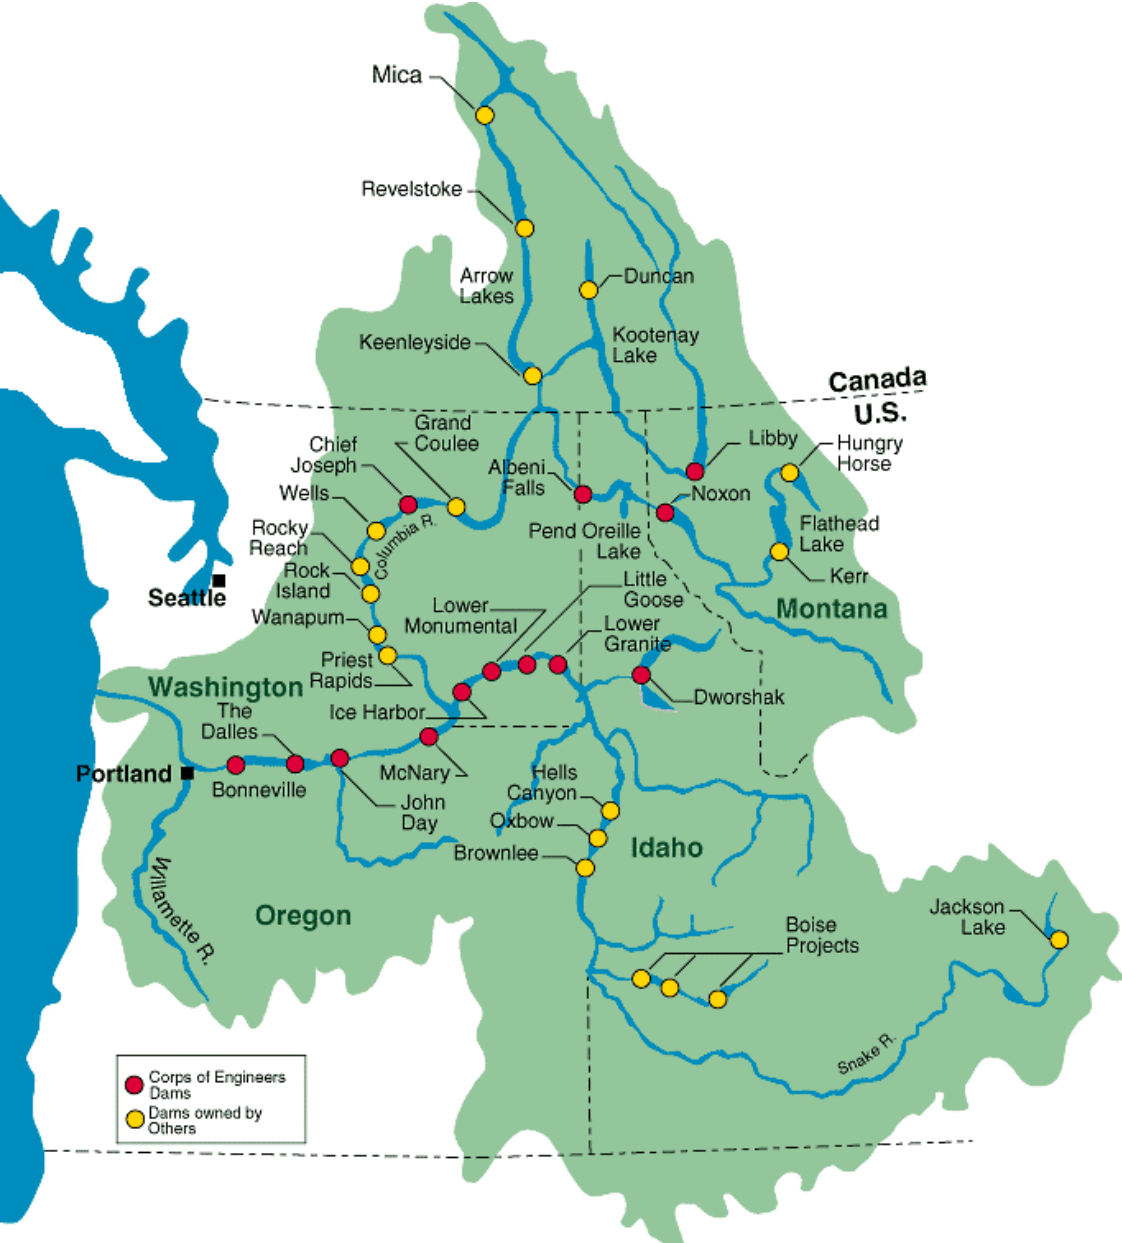 Mica
Revelstoke
Arrow
Lakes
Duncan
Keenleyside
Kootenay
Lake
Canada
U.S.
Grand
Coulee
Chief
Joseph
Libby
Hungry
Horse
Albeni
Falls
Wells
Noxon
Columbia R.
Rocky
Reach
Pend Oreille
Lake
Flathead
Lake
Rock
Island
Kerr
Seattle
Little
Goose
Montana
Wanapum
Lower
Monumental
Lower
Granite
Priest
Rapids
Washington
Dworshak
The
Dalles
Ice Harbor
Portland
Bonneville
McNary
Hells
Canyon
John
Day
Oxbow
Brownlee
Idaho
Willamette R.
Oregon
Boise
Projects
Jackson
Lake
Snake R.
Corps of Engineers
Dams
Dams owned by
Others